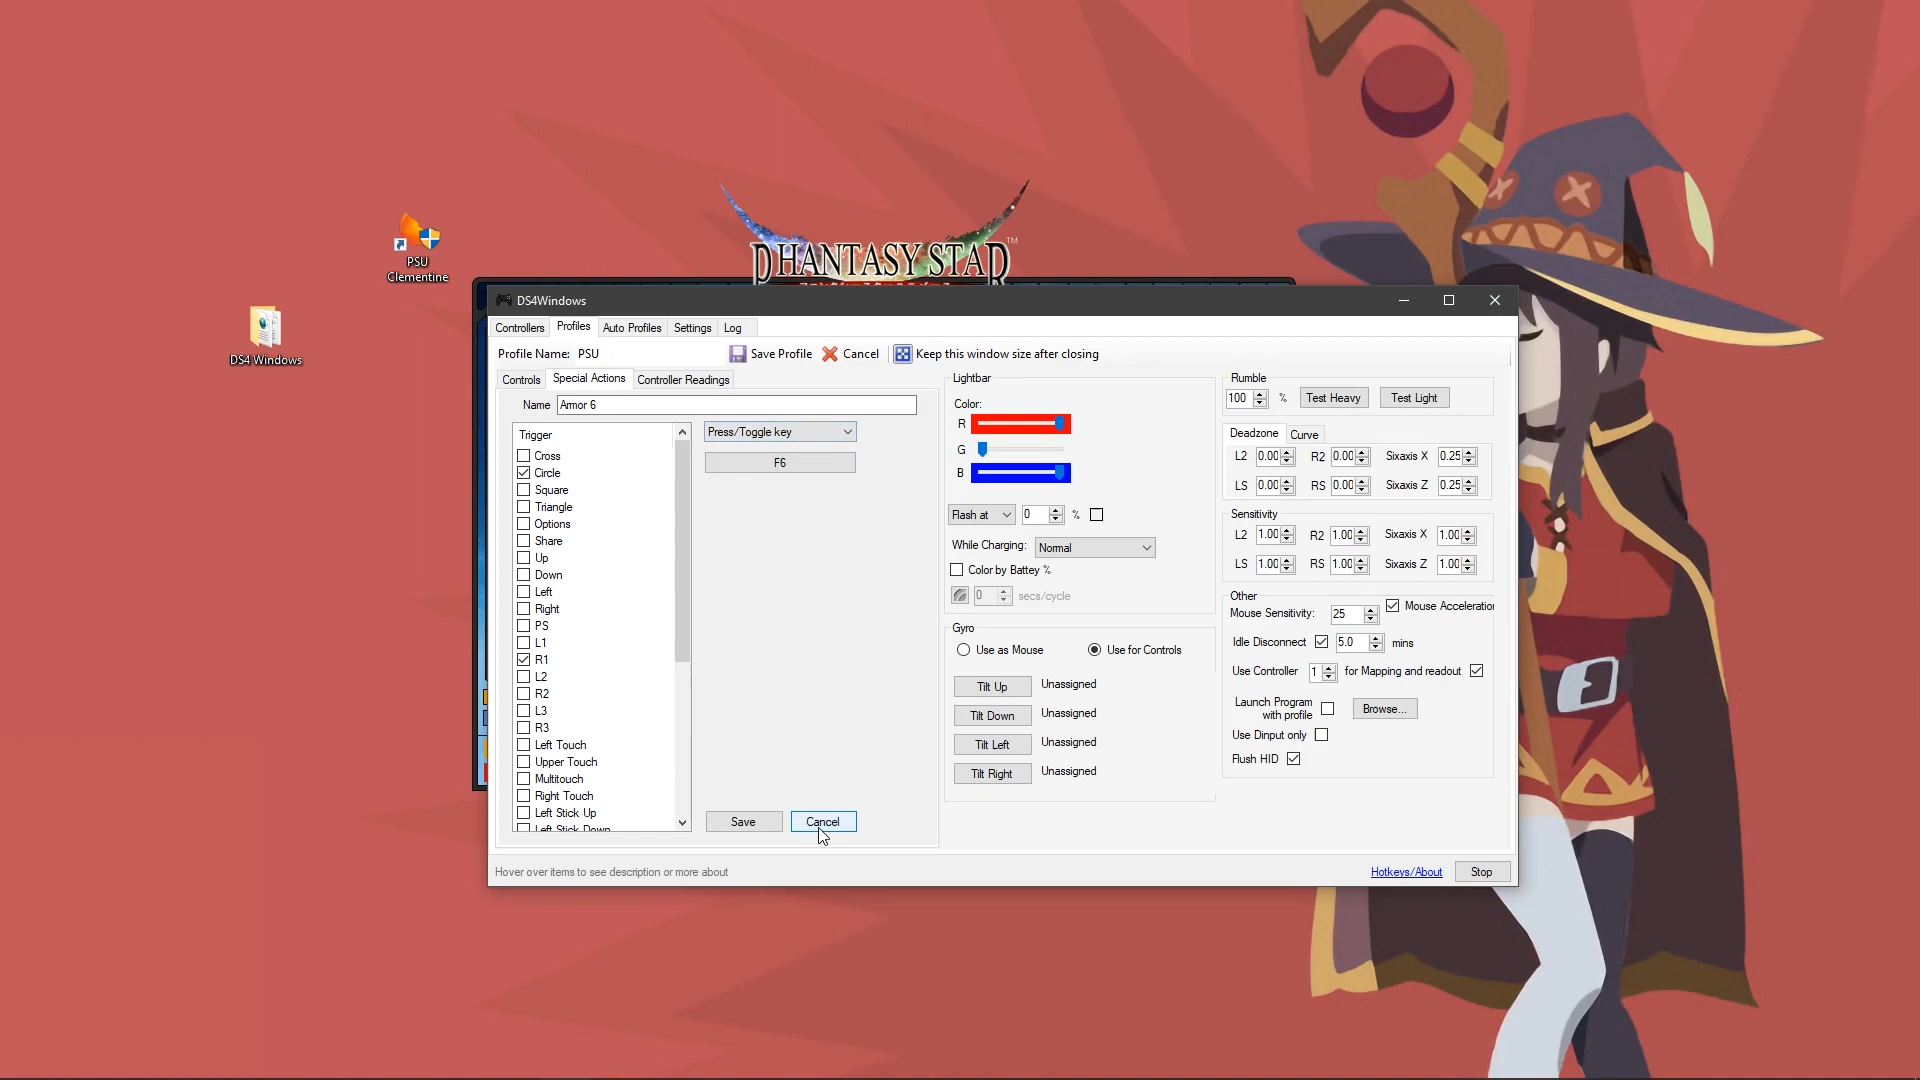 PHANTASY STAR
TM
PSU
Clementine
DS4 Windows
DS4Windows
Controllers
Profiles
Auto Profiles
Settings
Log
Profile Name: PSU
Save Profile
Cancel
Keep this window size after closing
Controls
Special Actions
Controller Readings
Name
Armor 6
Trigger
Cross
Circle
Square
Triangle
Options
Share
Up
Down
Left
Right
PS
L1
R1
L2
R2
L3
R3
Left Touch
Upper Touch
Multitouch
Right Touch
Left Stick Up
Left Stick Down
Press/Toggle key
F6
Save
Cancel
Lightbar
Color:
R
G
B
Flash at
0
%
While Charging:
Normal
Color by Battey %
0
secs/cycle
Gyro
Use as Mouse
Use for Controls
Tilt Up
Unassigned
Tilt Down
Unassigned
Tilt Left
Unassigned
Tilt Right
Unassigned
Rumble
100
%
Test Heavy
Test Light
Deadzone
Curve
L2 0.00 R2 0.00 Sixaxis X 0.25
LS 0.00 RS 0.00 Sixaxis Z 0.25
Sensitivity
L2 1.00 R2 1.00 Sixaxis X 1.00
LS 1.00 RS 1.00 Sixaxis Z 1.00
Other
Mouse Sensitivity: 25
Mouse Acceleration
Idle Disconnect 5.0 mins
Use Controller 1 for Mapping and readout
Launch Program
with profile
Browse...
Use Dinput only
Flush HID
Hover over items to see description or more about
Hotkeys/About
Stop